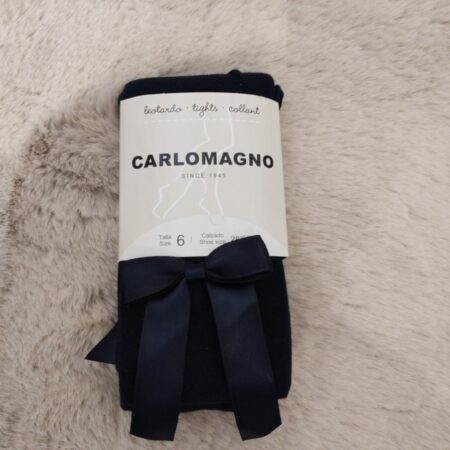 leotardo · tights · collant
CARLOMAGNO
SINCE 1945
Talla 6 | Calzado
Size Shoe size